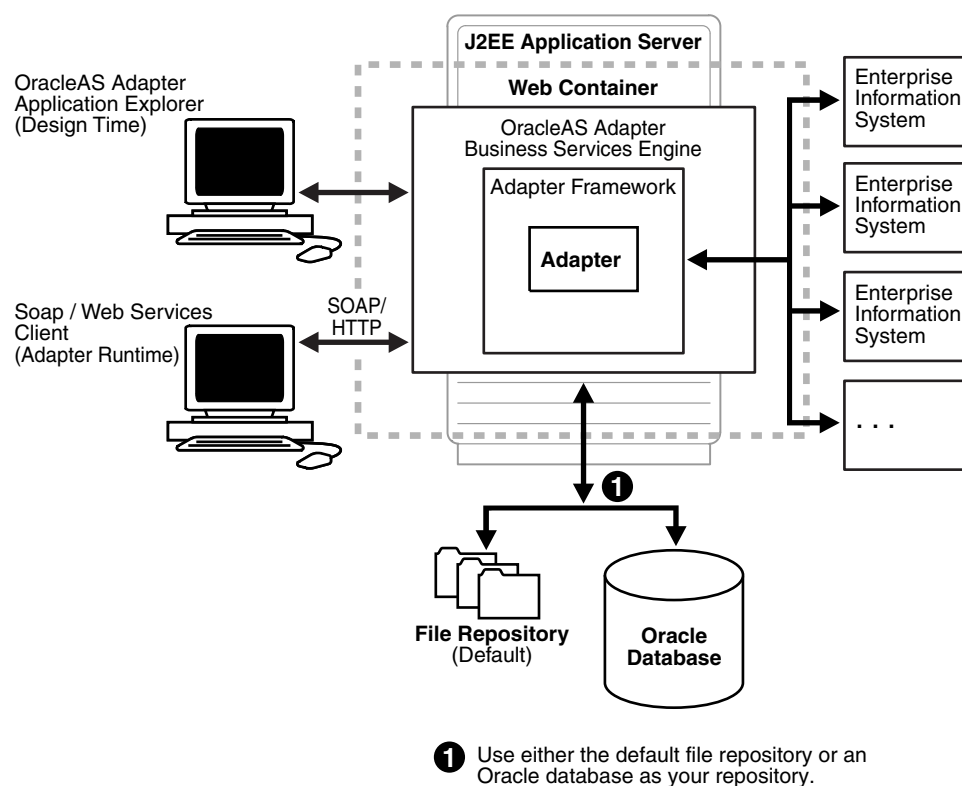 J2EE Application Server
Web Container
OracleAS Adapter
Application Explorer
(Design Time)
OracleAS Adapter
Business Services Engine
Adapter Framework
Adapter
Soap / Web Services
Client
(Adapter Runtime)
SOAP/
HTTP
Enterprise
Information
System
Enterprise
Information
System
Enterprise
Information
System
. . .
1
File Repository
(Default)
Oracle
Database
1 Use either the default file repository or an
Oracle database as your repository.